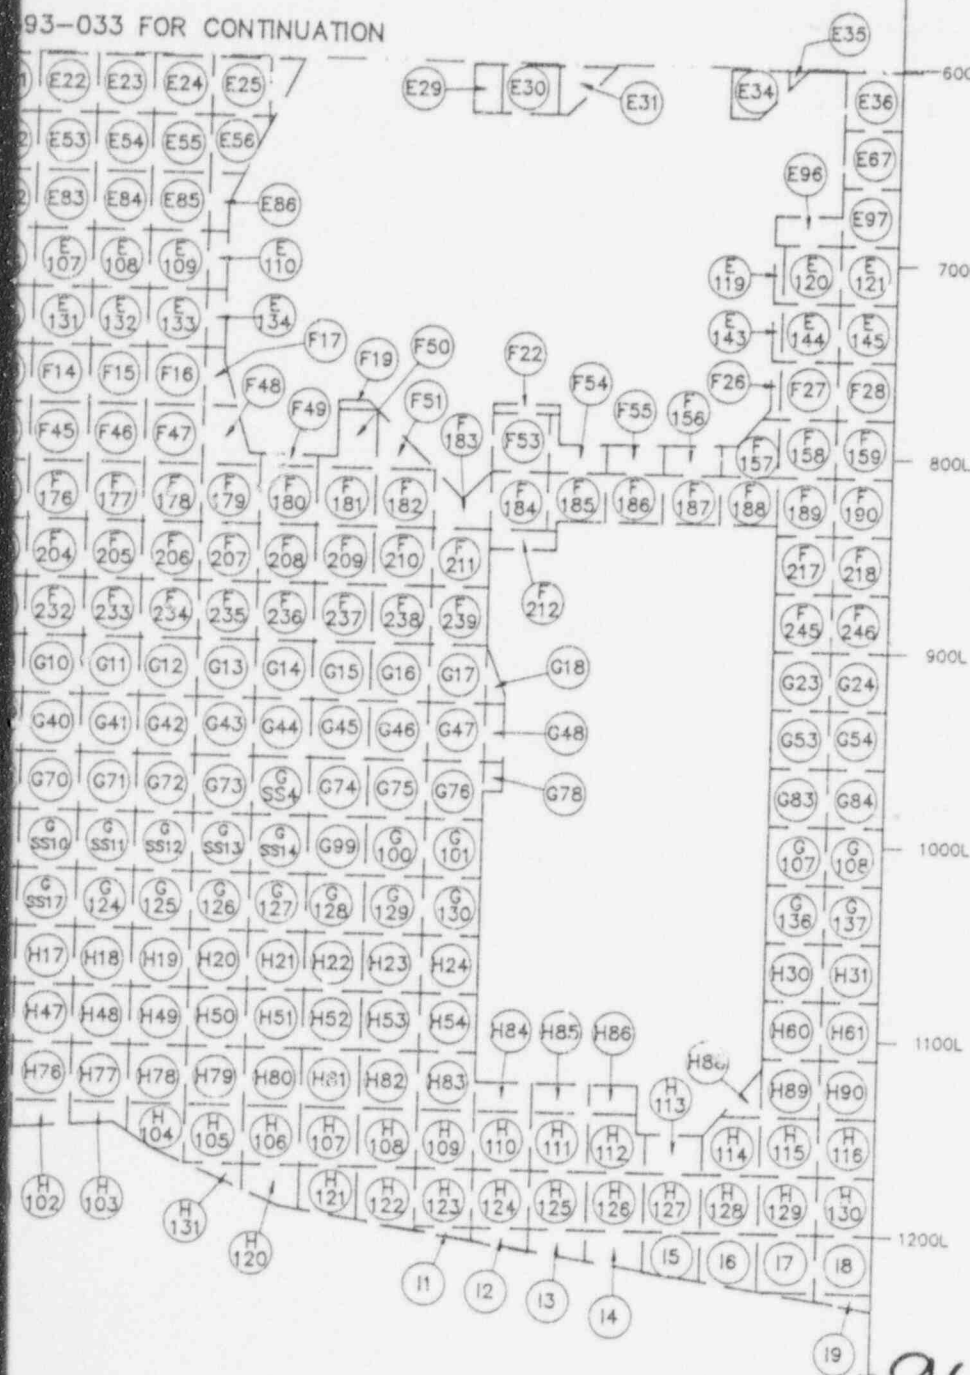 93-033 FOR CONTINUATION
E35
E22 E23 E24 E25 E29 E30 E31 E34 E36
E53 E54 E55 E56 E67
E83 E84 E85 E86 E96 E97
E 107 E 108 E 109 E 110 E 119 E 120 E 121 700L
E 131 E 132 E 133 E 134 E 143 E 144 E 145
F14 F15 F16 F17 F19 F50 F22 F26 F27 F28
F48 F49 F51 F54 F55 F 156
F45 F46 F47 F 183 F53 F 157 F 158 F 159 800L
F 176 F 177 F 178 F 179 F 180 F 181 F 182 F 184 F 185 F 186 F 187 F 188 F 189 F 190
F 204 F 205 F 206 F 207 F 208 F 209 F 210 F 211 F 217 F 218
F 232 F 233 F 234 F 235 F 236 F 237 F 238 F 239 F 212 F 245 F 246
G10 G11 G12 G13 G14 G15 G16 G17 G18 G23 G24 900L
G40 G41 G42 G43 G44 G45 G46 G47 G48 G53 G54
G70 G71 G72 G73 G SS4 G74 G75 G76 G78 G83 G84
G SS10 G SS11 G SS12 G SS13 G SS14 G99 G 100 G 101 G 107 G 108 1000L
G SS17 G 124 G 125 G 126 G 127 G 128 G 129 G 130 G 136 G 137
H17 H18 H19 H20 H21 H22 H23 H24 H30 H31
H47 H48 H49 H50 H51 H52 H53 H54 H84 H85 H86 H60 H61 1100L
H76 H77 H78 H79 H80 H81 H82 H83 H 113 H89 H90
H 104 H 105 H 106 H 107 H 108 H 109 H 110 H 111 H 112 H 114 H 115 H 116
H 102 H 103 H 131 H 121 H 122 H 123 H 124 H 125 H 126 H 127 H 128 H 129 H 130
H 120 1200L
I1 I2 I3 I4 I5 I6 I7 I8
I9